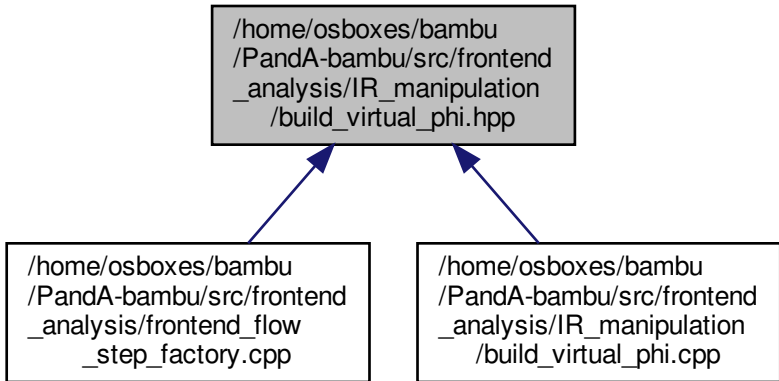 /home/osboxes/bambu
/PandA-bambu/src/frontend
_analysis/IR_manipulation
/build_virtual_phi.hpp
/home/osboxes/bambu
/PandA-bambu/src/frontend
_analysis/frontend_flow
_step_factory.cpp
/home/osboxes/bambu
/PandA-bambu/src/frontend
_analysis/IR_manipulation
/build_virtual_phi.cpp